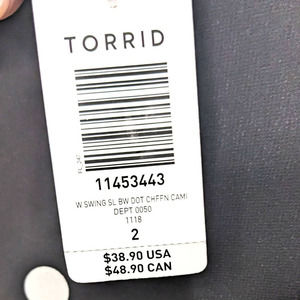 TORRID
11453443
W SWING SL BW DOT CHFFN CAMI
DEPT 0050
1118
2
$38.90 USA
$48.90 CAN